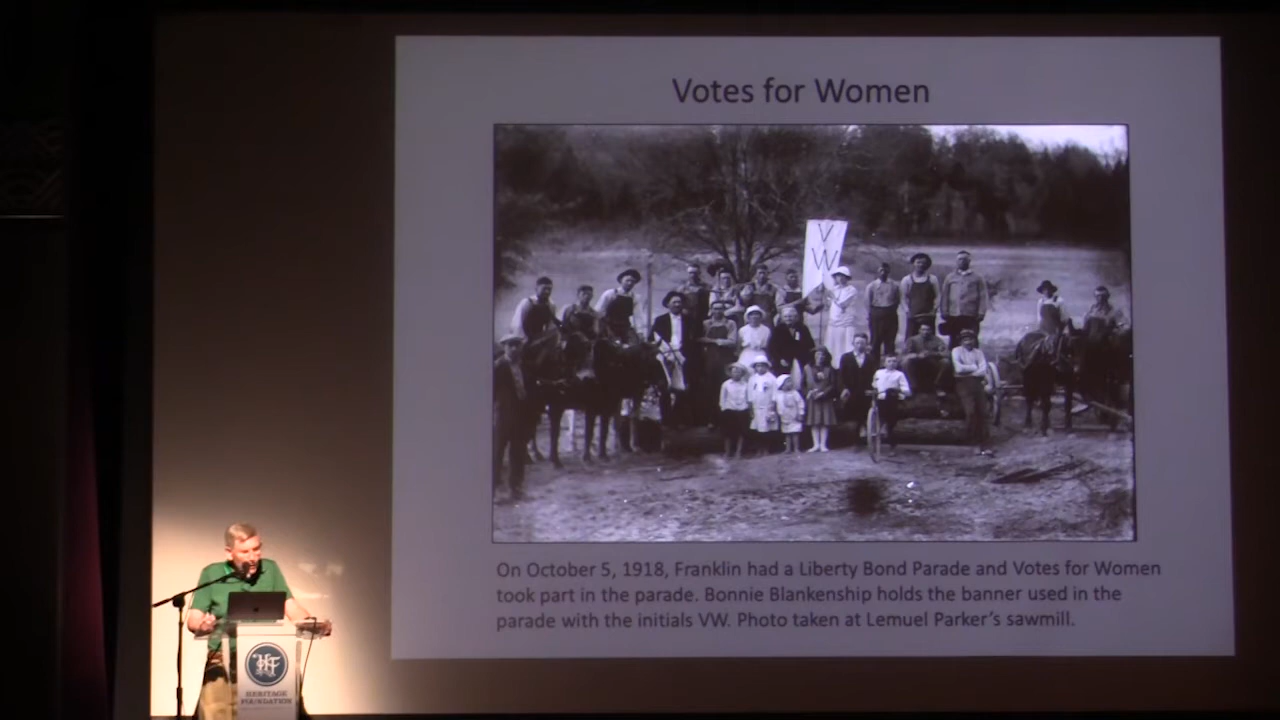 Votes for Women
V
W
On October 5, 1918, Franklin had a Liberty Bond Parade and Votes for Women
took part in the parade. Bonnie Blankenship holds the banner used in the
parade with the initials VW. Photo taken at Lemuel Parker's sawmill.
HF
HERITAGE
FOUNDATION